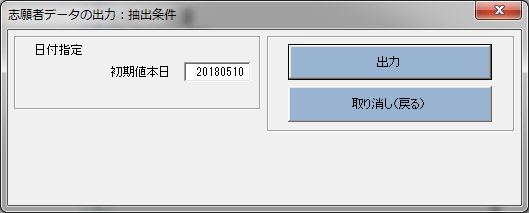 志願者データの出力：抽出条件
日付指定
初期値本日 20180510
出力
取り消し（戻る）